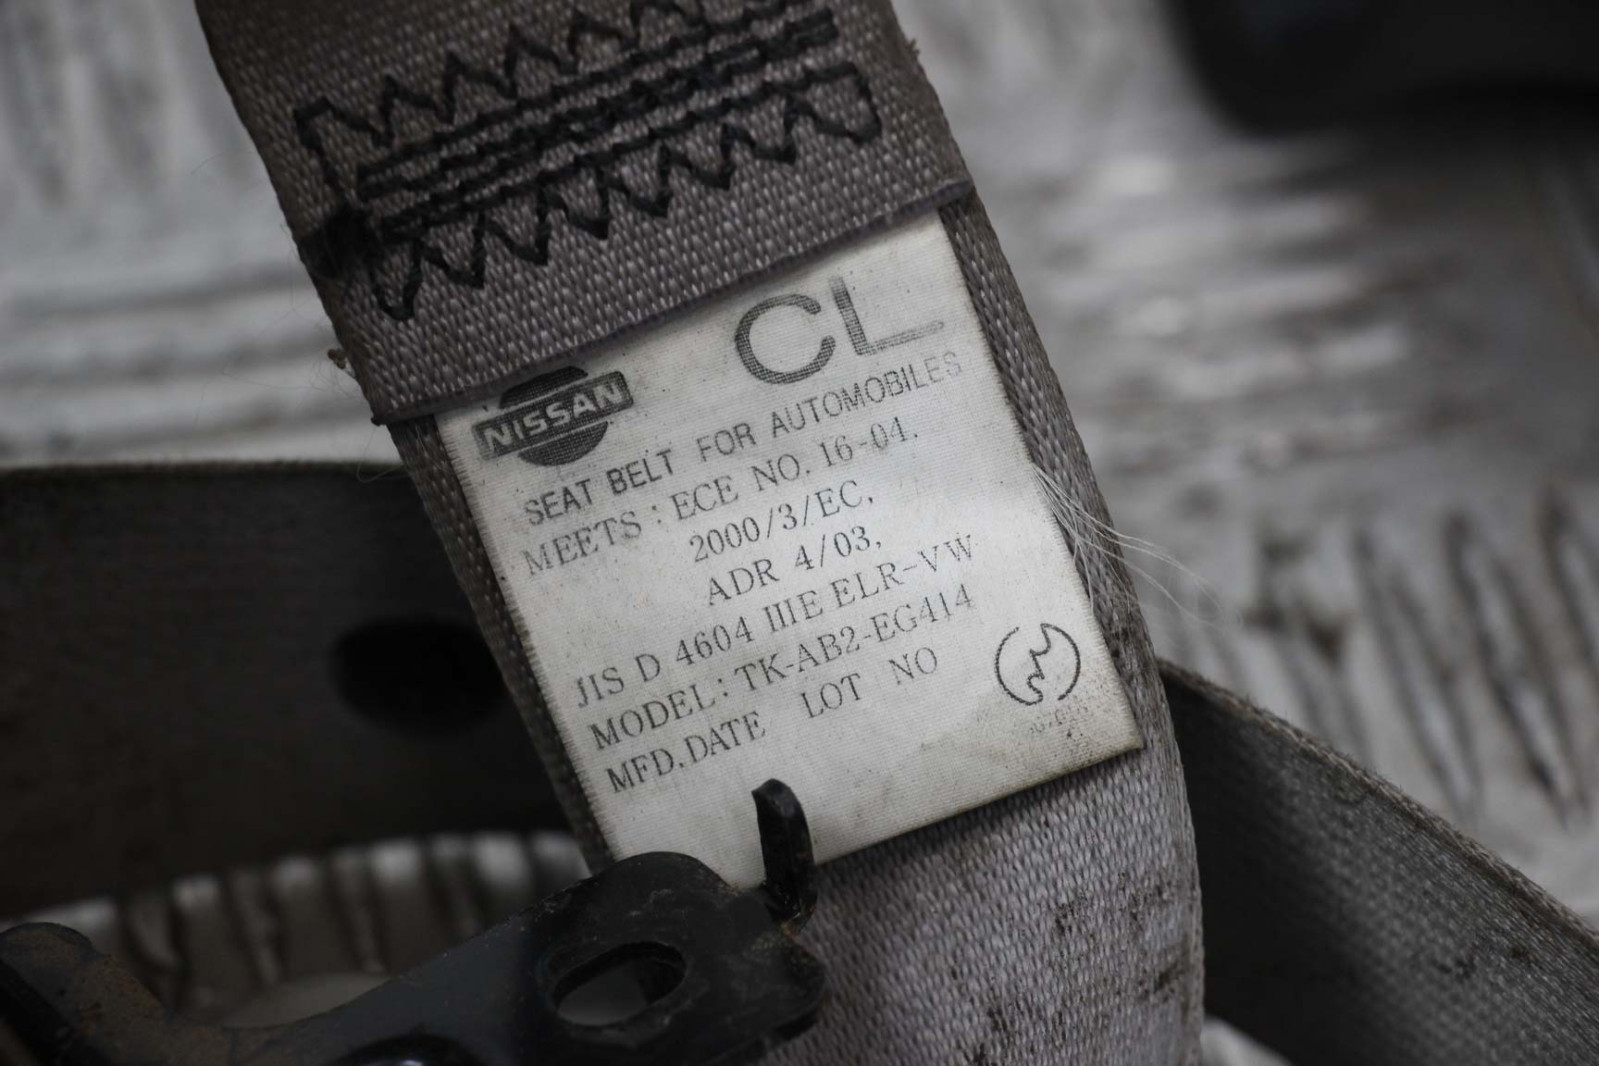 CL
NISSAN
SEAT BELT FOR AUTOMOBILES
MEETS : ECE NO. 16-04.
2000/3/EC,
ADR 4/03,
JIS D 4604 IIIE ELR-VW
MODEL : TK-AB2-EG414
MFD. DATE LOT NO